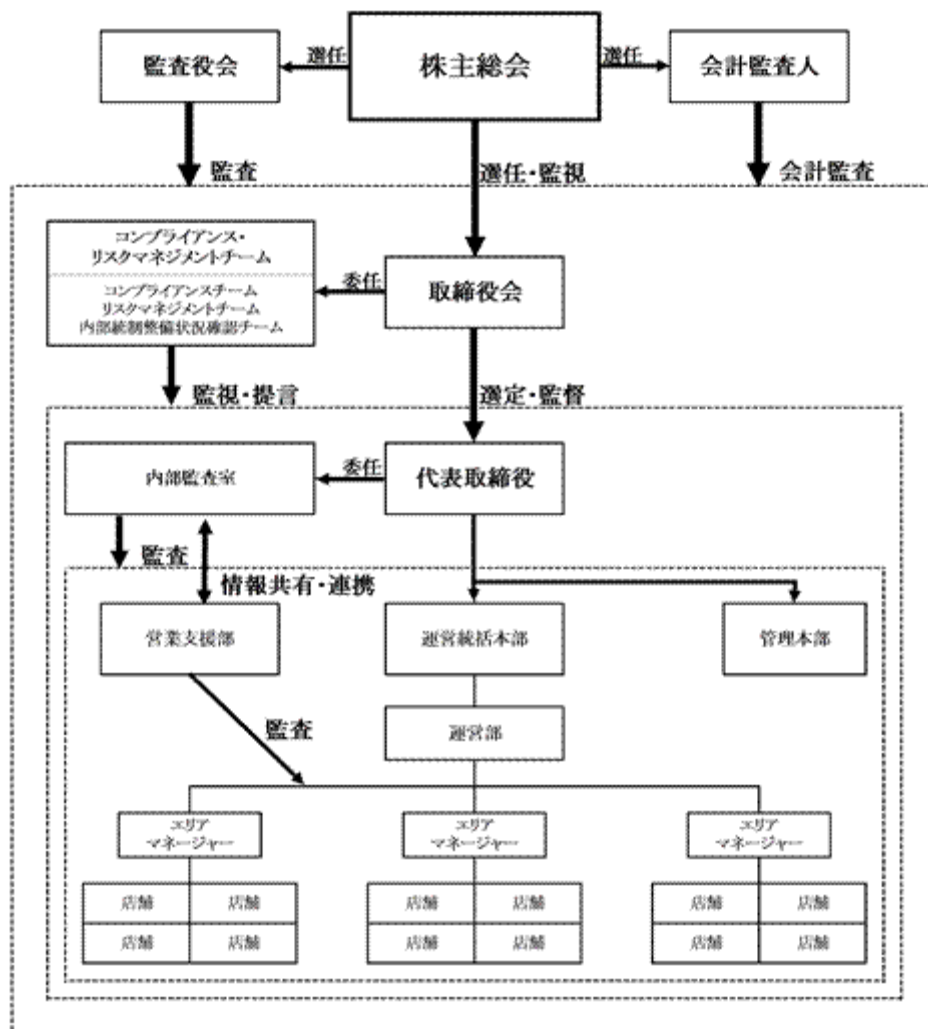 監査役会
選任
株主総会
選任
会計監査人
監査
選任・監視
会計監査
コンプライアンス・
リスクマネジメントチーム
コンプライアンスチーム
リスクマネジメントチーム
内部統制整備状況確認チーム
委任
取締役会
監視・提言
選定・監督
内部監査室
委任
代表取締役
監査
情報共有・連携
営業支援部
運営統括本部
管理本部
監査
運営部
エリア
マネージャー
エリア
マネージャー
エリア
マネージャー
店舗
店舗
店舗
店舗
店舗
店舗
店舗
店舗
店舗
店舗
店舗
店舗